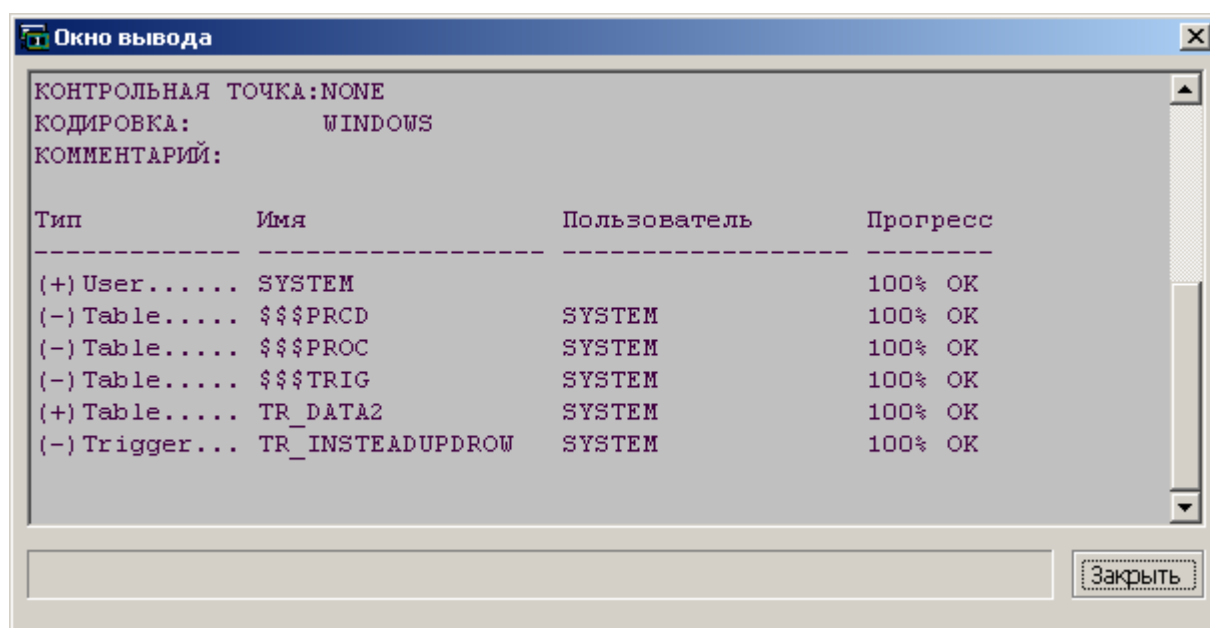 Окно вывода
КОНТРОЛЬНАЯ ТОЧКА:NONE
КОДИРОВКА: WINDOWS
КОММЕНТАРИЙ:
Тип Имя Пользователь Прогресс
------------- ------------------ ------------------ --------
(+)User...... SYSTEM 100% OK
(-)Table..... $$$PRCD SYSTEM 100% OK
(-)Table..... $$$PROC SYSTEM 100% OK
(-)Table..... $$$TRIG SYSTEM 100% OK
(+)Table..... TR_DATA2 SYSTEM 100% OK
(-)Trigger... TR_INSTEADUPDROW SYSTEM 100% OK
Закрыть